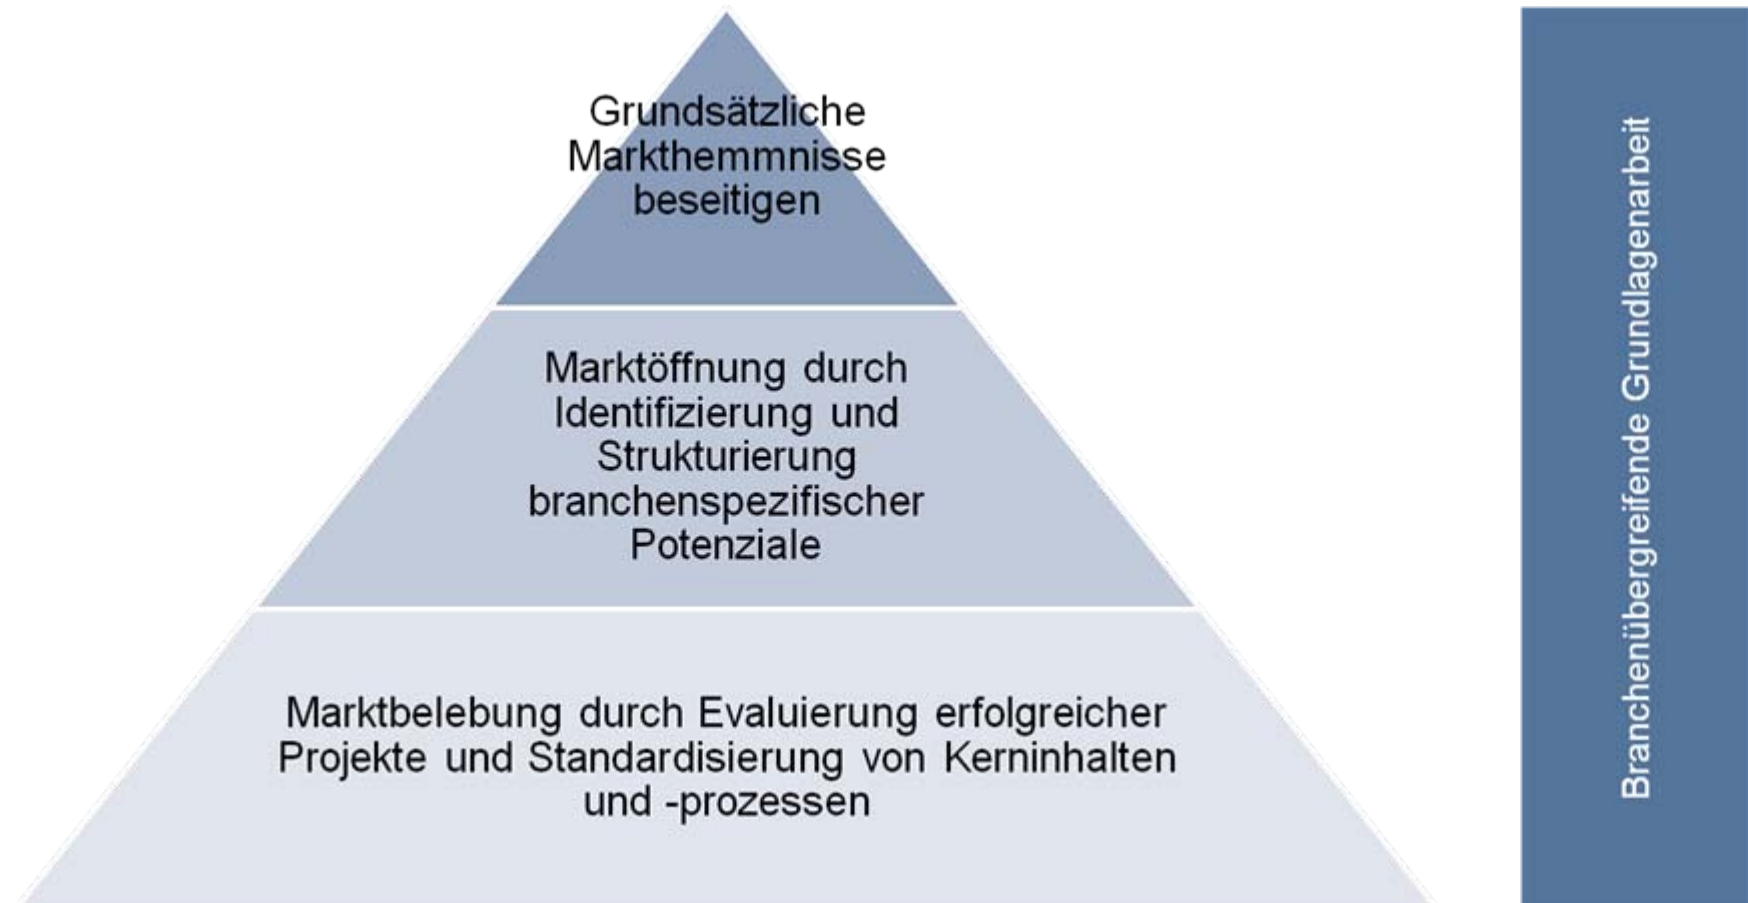 Grundsätzliche
Markthemmnisse
beseitigen
Marktöffnung durch
Identifizierung und
Strukturierung
branchenspezifischer
Potenziale
Marktbelebung durch Evaluierung erfolgreicher
Projekte und Standardisierung von Kerninhalten
und -prozessen
Branchenübergreifende Grundlagenarbeit